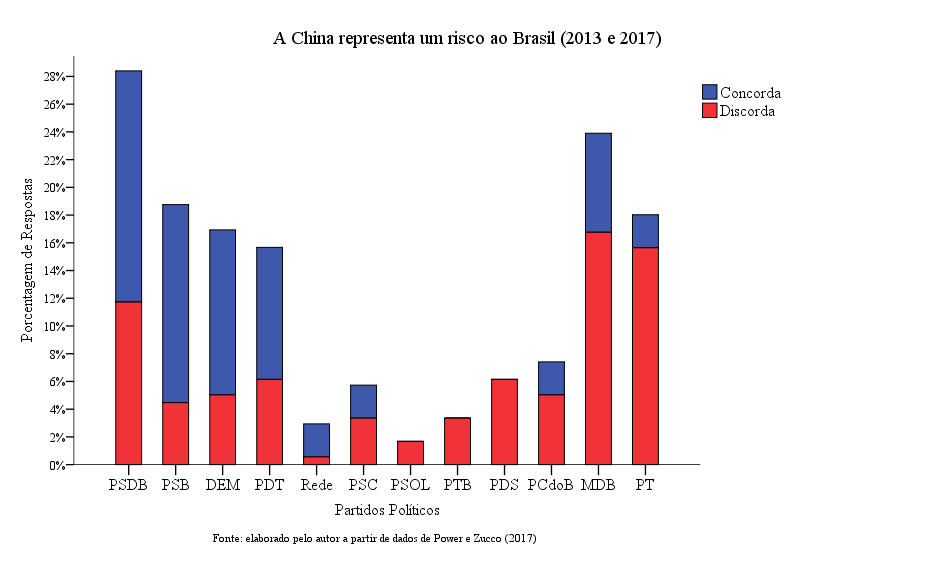 A China representa um risco ao Brasil (2013 e 2017)
Concorda
Discorda
Porcentagem de Respostas
28%
26%
24%
22%
20%
18%
16%
14%
12%
10%
8%
6%
4%
2%
0%
PSDB PSB DEM PDT Rede PSC PSOL PTB PDS PCdoB MDB PT
Partidos Políticos
Fonte: elaborado pelo autor a partir de dados de Power e Zucco (2017)